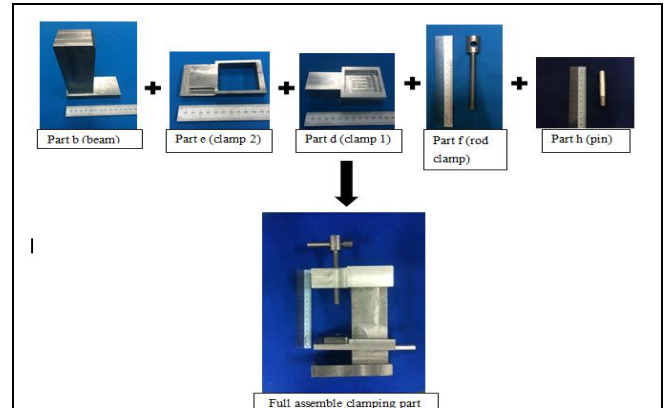 Part b (beam)
Part e (clamp 2)
Part d (clamp 1)
Part f (rod
clamp)
Part h (pin)
Full assemble clamping part